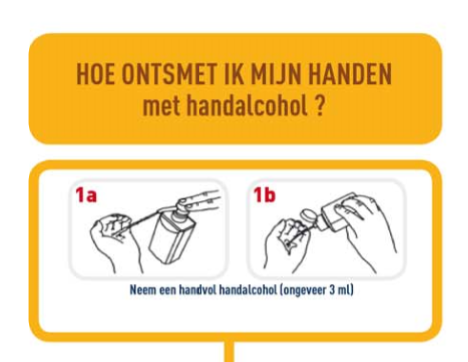 HOE ONTSMET IK MIJN HANDEN
met handalcohol ?
1a
1b
Neem een handvol handalcohol (ongeveer 3 ml)